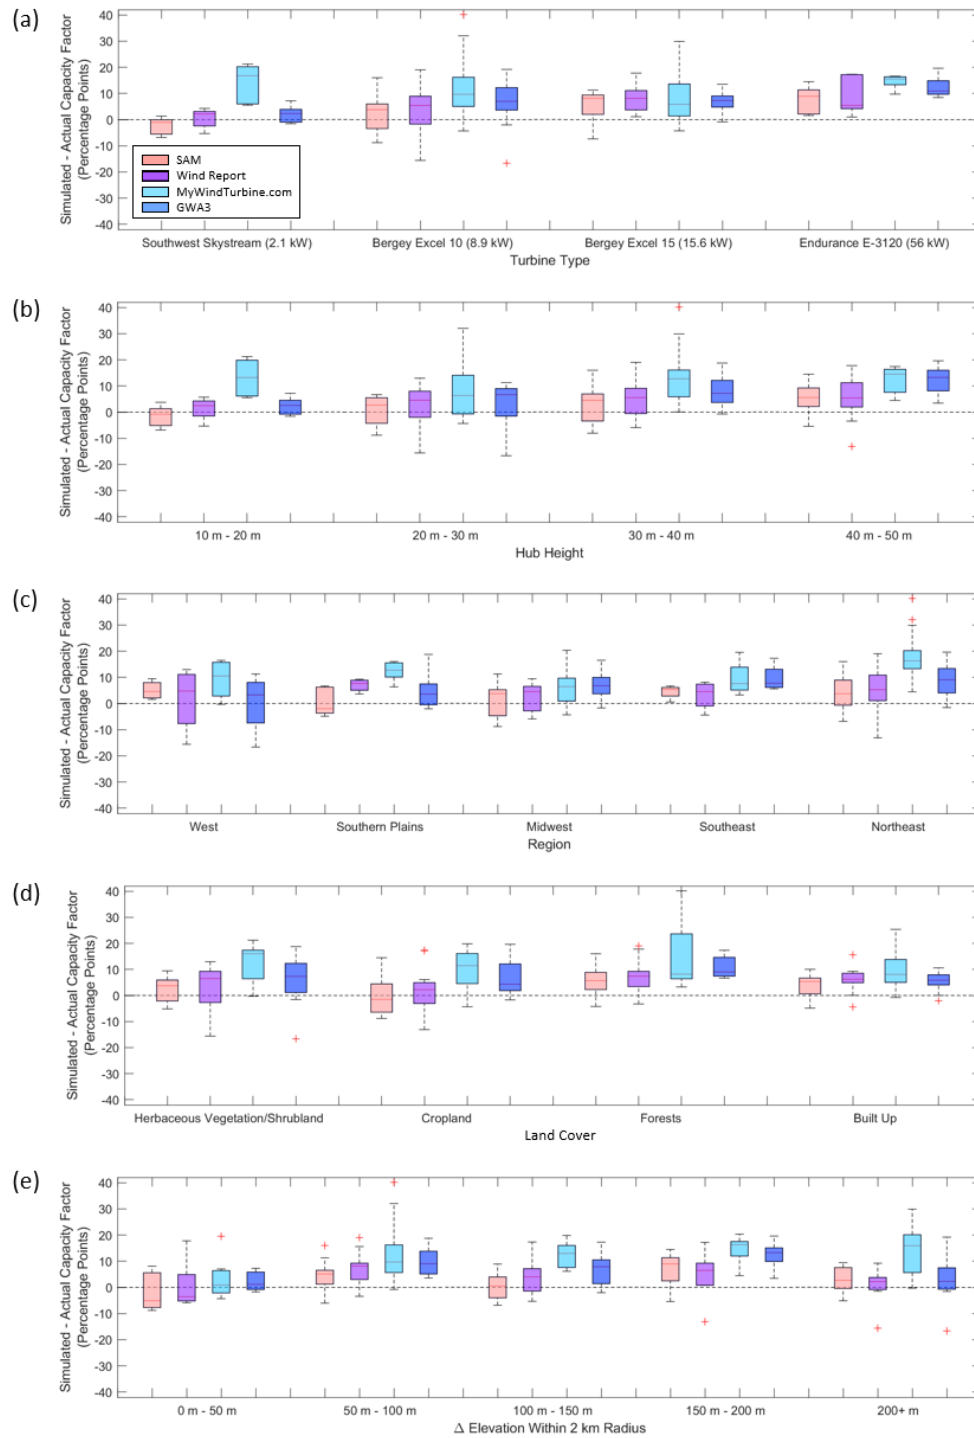 (a)
Simulated - Actual Capacity Factor
(Percentage Points)
40
30
20
10
0
-10
-20
-30
-40
SAM
Wind Report
MyWindTurbine.com
GWA3
Southwest Skystream (2.1 kW)
Bergey Excel 10 (8.9 kW)
Bergey Excel 15 (15.6 kW)
Endurance E-3120 (56 kW)
Turbine Type
(b)
Simulated - Actual Capacity Factor
(Percentage Points)
40
30
20
10
0
-10
-20
-30
-40
10 m - 20 m
20 m - 30 m
30 m - 40 m
40 m - 50 m
Hub Height
(c)
Simulated - Actual Capacity Factor
(Percentage Points)
40
30
20
10
0
-10
-20
-30
-40
West
Southern Plains
Midwest
Southeast
Northeast
Region
(d)
Simulated - Actual Capacity Factor
(Percentage Points)
40
30
20
10
0
-10
-20
-30
-40
Herbaceous Vegetation/Shrubland
Cropland
Forests
Built Up
Land Cover
(e)
Simulated - Actual Capacity Factor
(Percentage Points)
40
30
20
10
0
-10
-20
-30
-40
0 m - 50 m
50 m - 100 m
100 m - 150 m
150 m - 200 m
200+ m
Δ Elevation Within 2 km Radius